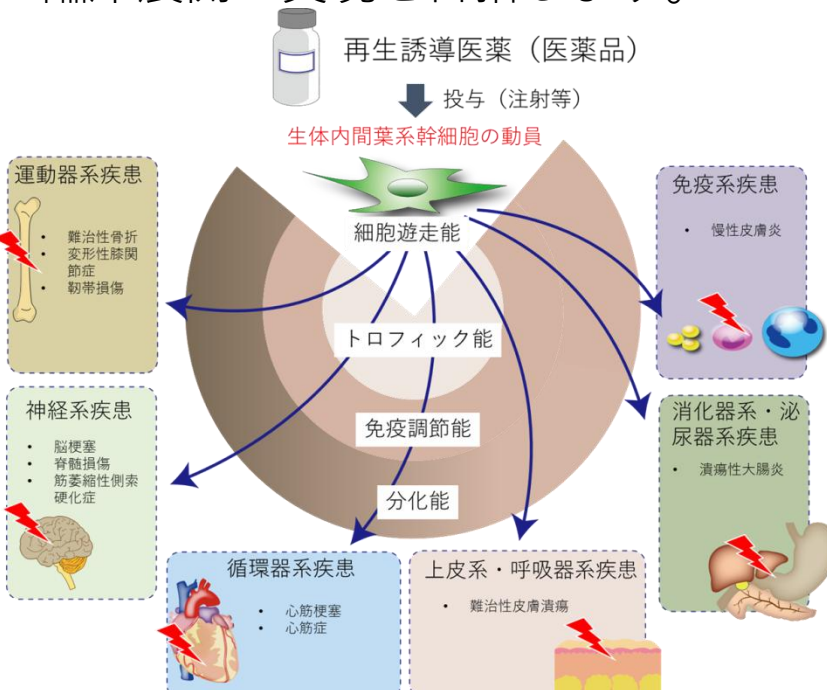 再生誘導医薬（医薬品）
投与（注射等）
生体内間葉系幹細胞の動員
細胞遊走能
トロフィック能
免疫調節能
分化能
運動器系疾患
• 難治性骨折
• 変形性膝関
節症
• 靭帯損傷
神経系疾患
• 脳梗塞
• 脊髄損傷
• 筋萎縮性側索
硬化症
循環器系疾患
• 心筋梗塞
• 心筋症
上皮系・呼吸器系疾患
• 難治性皮膚潰瘍
消化器系・泌
尿器系疾患
• 潰瘍性大腸炎
免疫系疾患
• 慢性皮膚炎